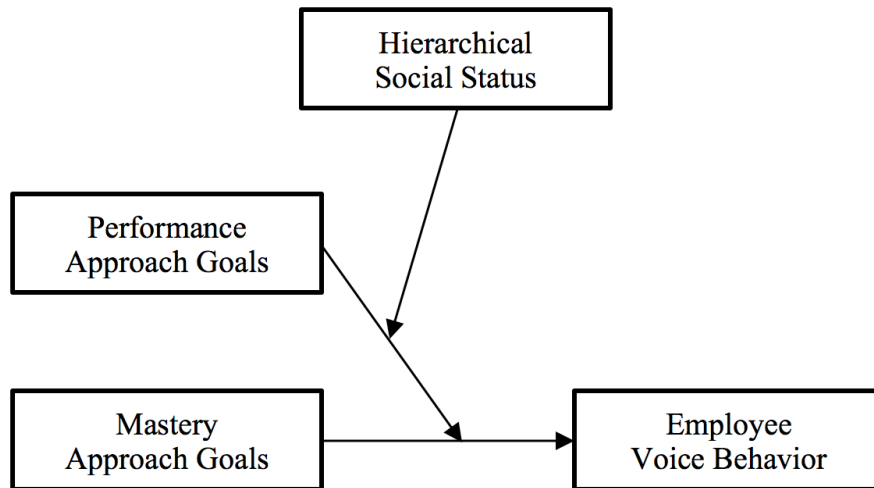 Hierarchical
Social Status
Performance
Approach Goals
Mastery
Approach Goals
Employee
Voice Behavior